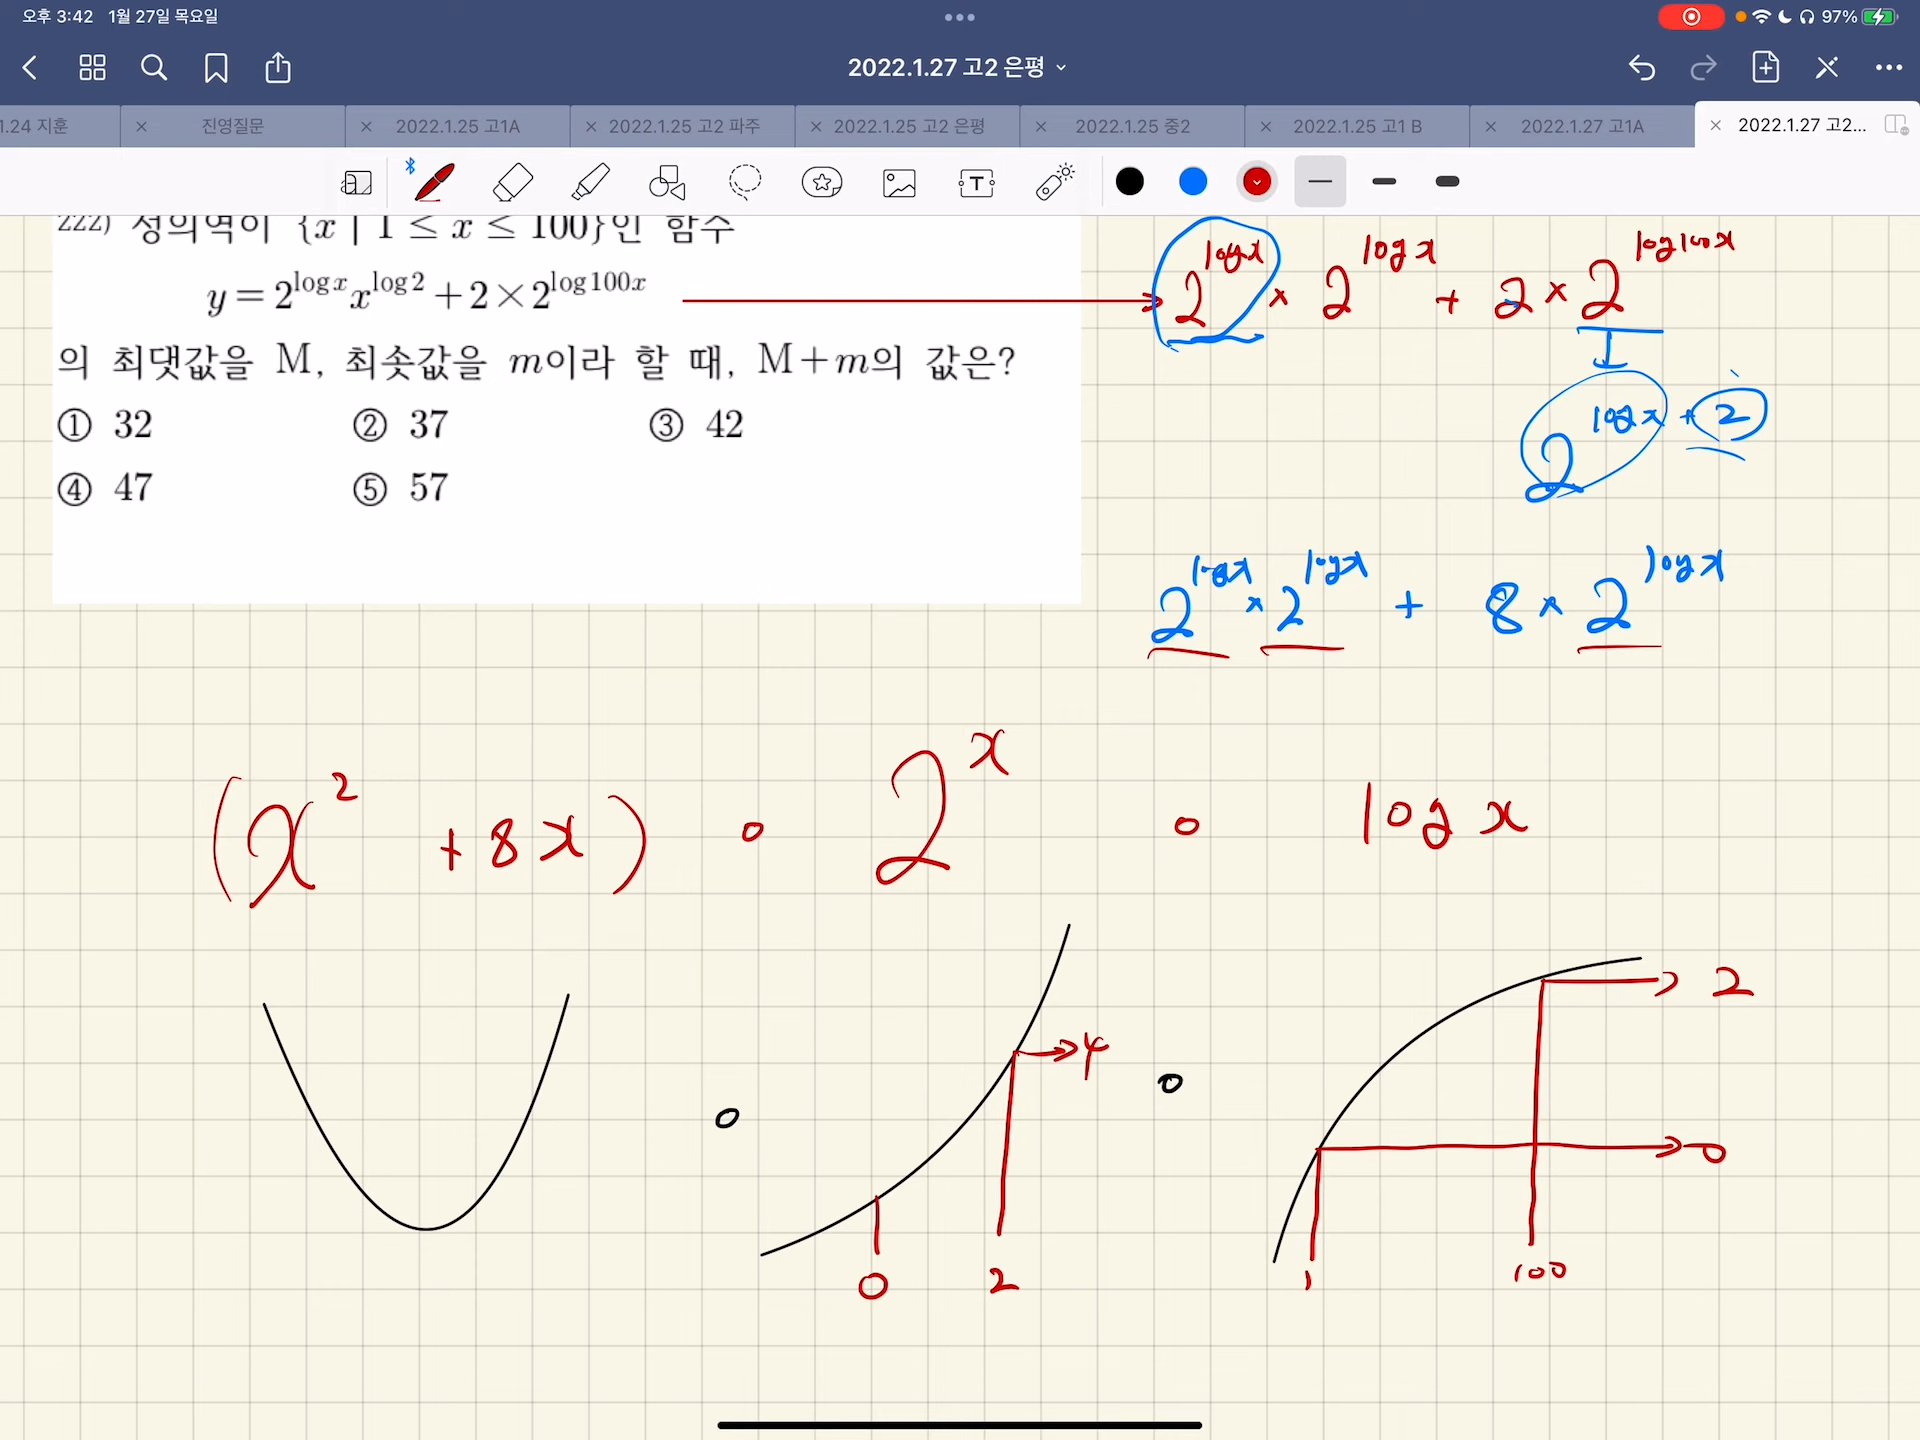 오후 3:42 1월 27일 목요일
97%
2022.1.27 고2 은평
1.24 지훈
진영질문
2022.1.25 고1A
2022.1.25 고2 파주
2022.1.25 고2 은평
2022.1.25 중2
2022.1.25 고1 B
2022.1.27 고1A
2022.1.27 고2...
222) 정의역이 {x | 1 ≤ x ≤ 100}인 함수
y = 2^{log x} x^{log 2} + 2 × 2^{log 100x}
의 최댓값을 M, 최솟값을 m이라 할 때, M+m의 값은?
① 32 ② 37 ③ 42
④ 47 ⑤ 57
2^{log x} × 2^{log x} + 2 × 2^{log 100x}
2^{log x + 2}
2^{log x} × 2^{log x} + 8 × 2^{log x}
(x^2 + 8x) ∘ 2^x ∘ log x
2
4
0
0 2
1 100